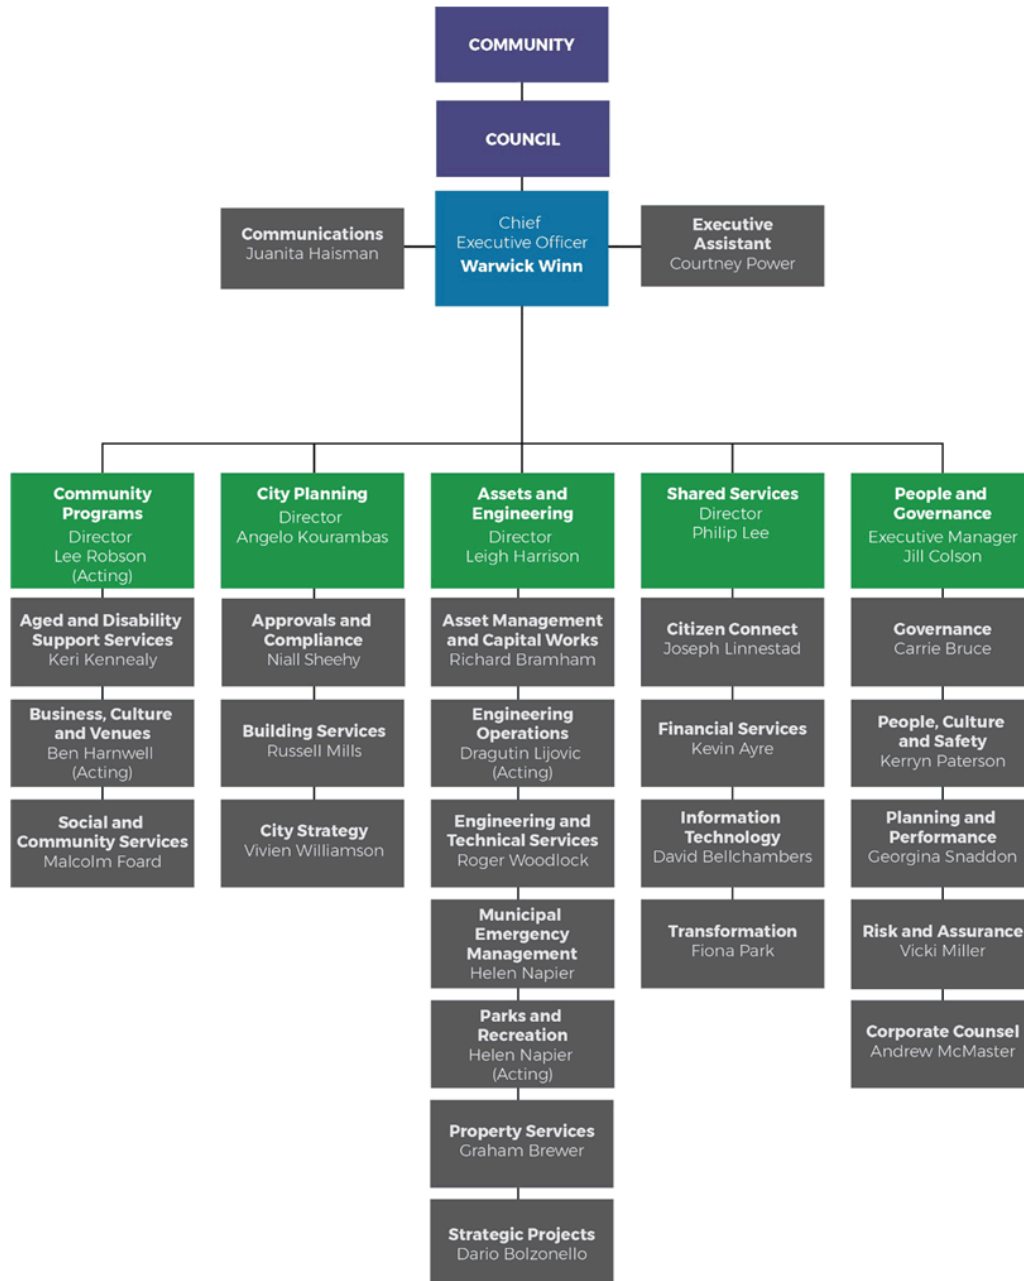 COMMUNITY
COUNCIL
Chief
Executive Officer
Warwick Winn
Communications
Juanita Haisman
Executive
Assistant
Courtney Power
Community
Programs
Director
Lee Robson
(Acting)
Aged and Disability
Support Services
Keri Kennealy
Business, Culture
and Venues
Ben Harnwell
(Acting)
Social and
Community Services
Malcolm Foard
City Planning
Director
Angelo Kourambas
Approvals and
Compliance
Niall Sheehy
Building Services
Russell Mills
City Strategy
Vivien Williamson
Assets and
Engineering
Director
Leigh Harrison
Asset Management
and Capital Works
Richard Bramham
Engineering
Operations
Dragutin Lijovic
(Acting)
Engineering and
Technical Services
Roger Woodlock
Municipal
Emergency
Management
Helen Napier
Parks and
Recreation
Helen Napier
(Acting)
Property Services
Graham Brewer
Strategic Projects
Dario Bolzonello
Shared Services
Director
Philip Lee
Citizen Connect
Joseph Linnestad
Financial Services
Kevin Ayre
Information
Technology
David Bellchambers
Transformation
Fiona Park
People and
Governance
Executive Manager
Jill Colson
Governance
Carrie Bruce
People, Culture
and Safety
Kerryn Paterson
Planning and
Performance
Georgina Snaddon
Risk and Assurance
Vicki Miller
Corporate Counsel
Andrew McMaster